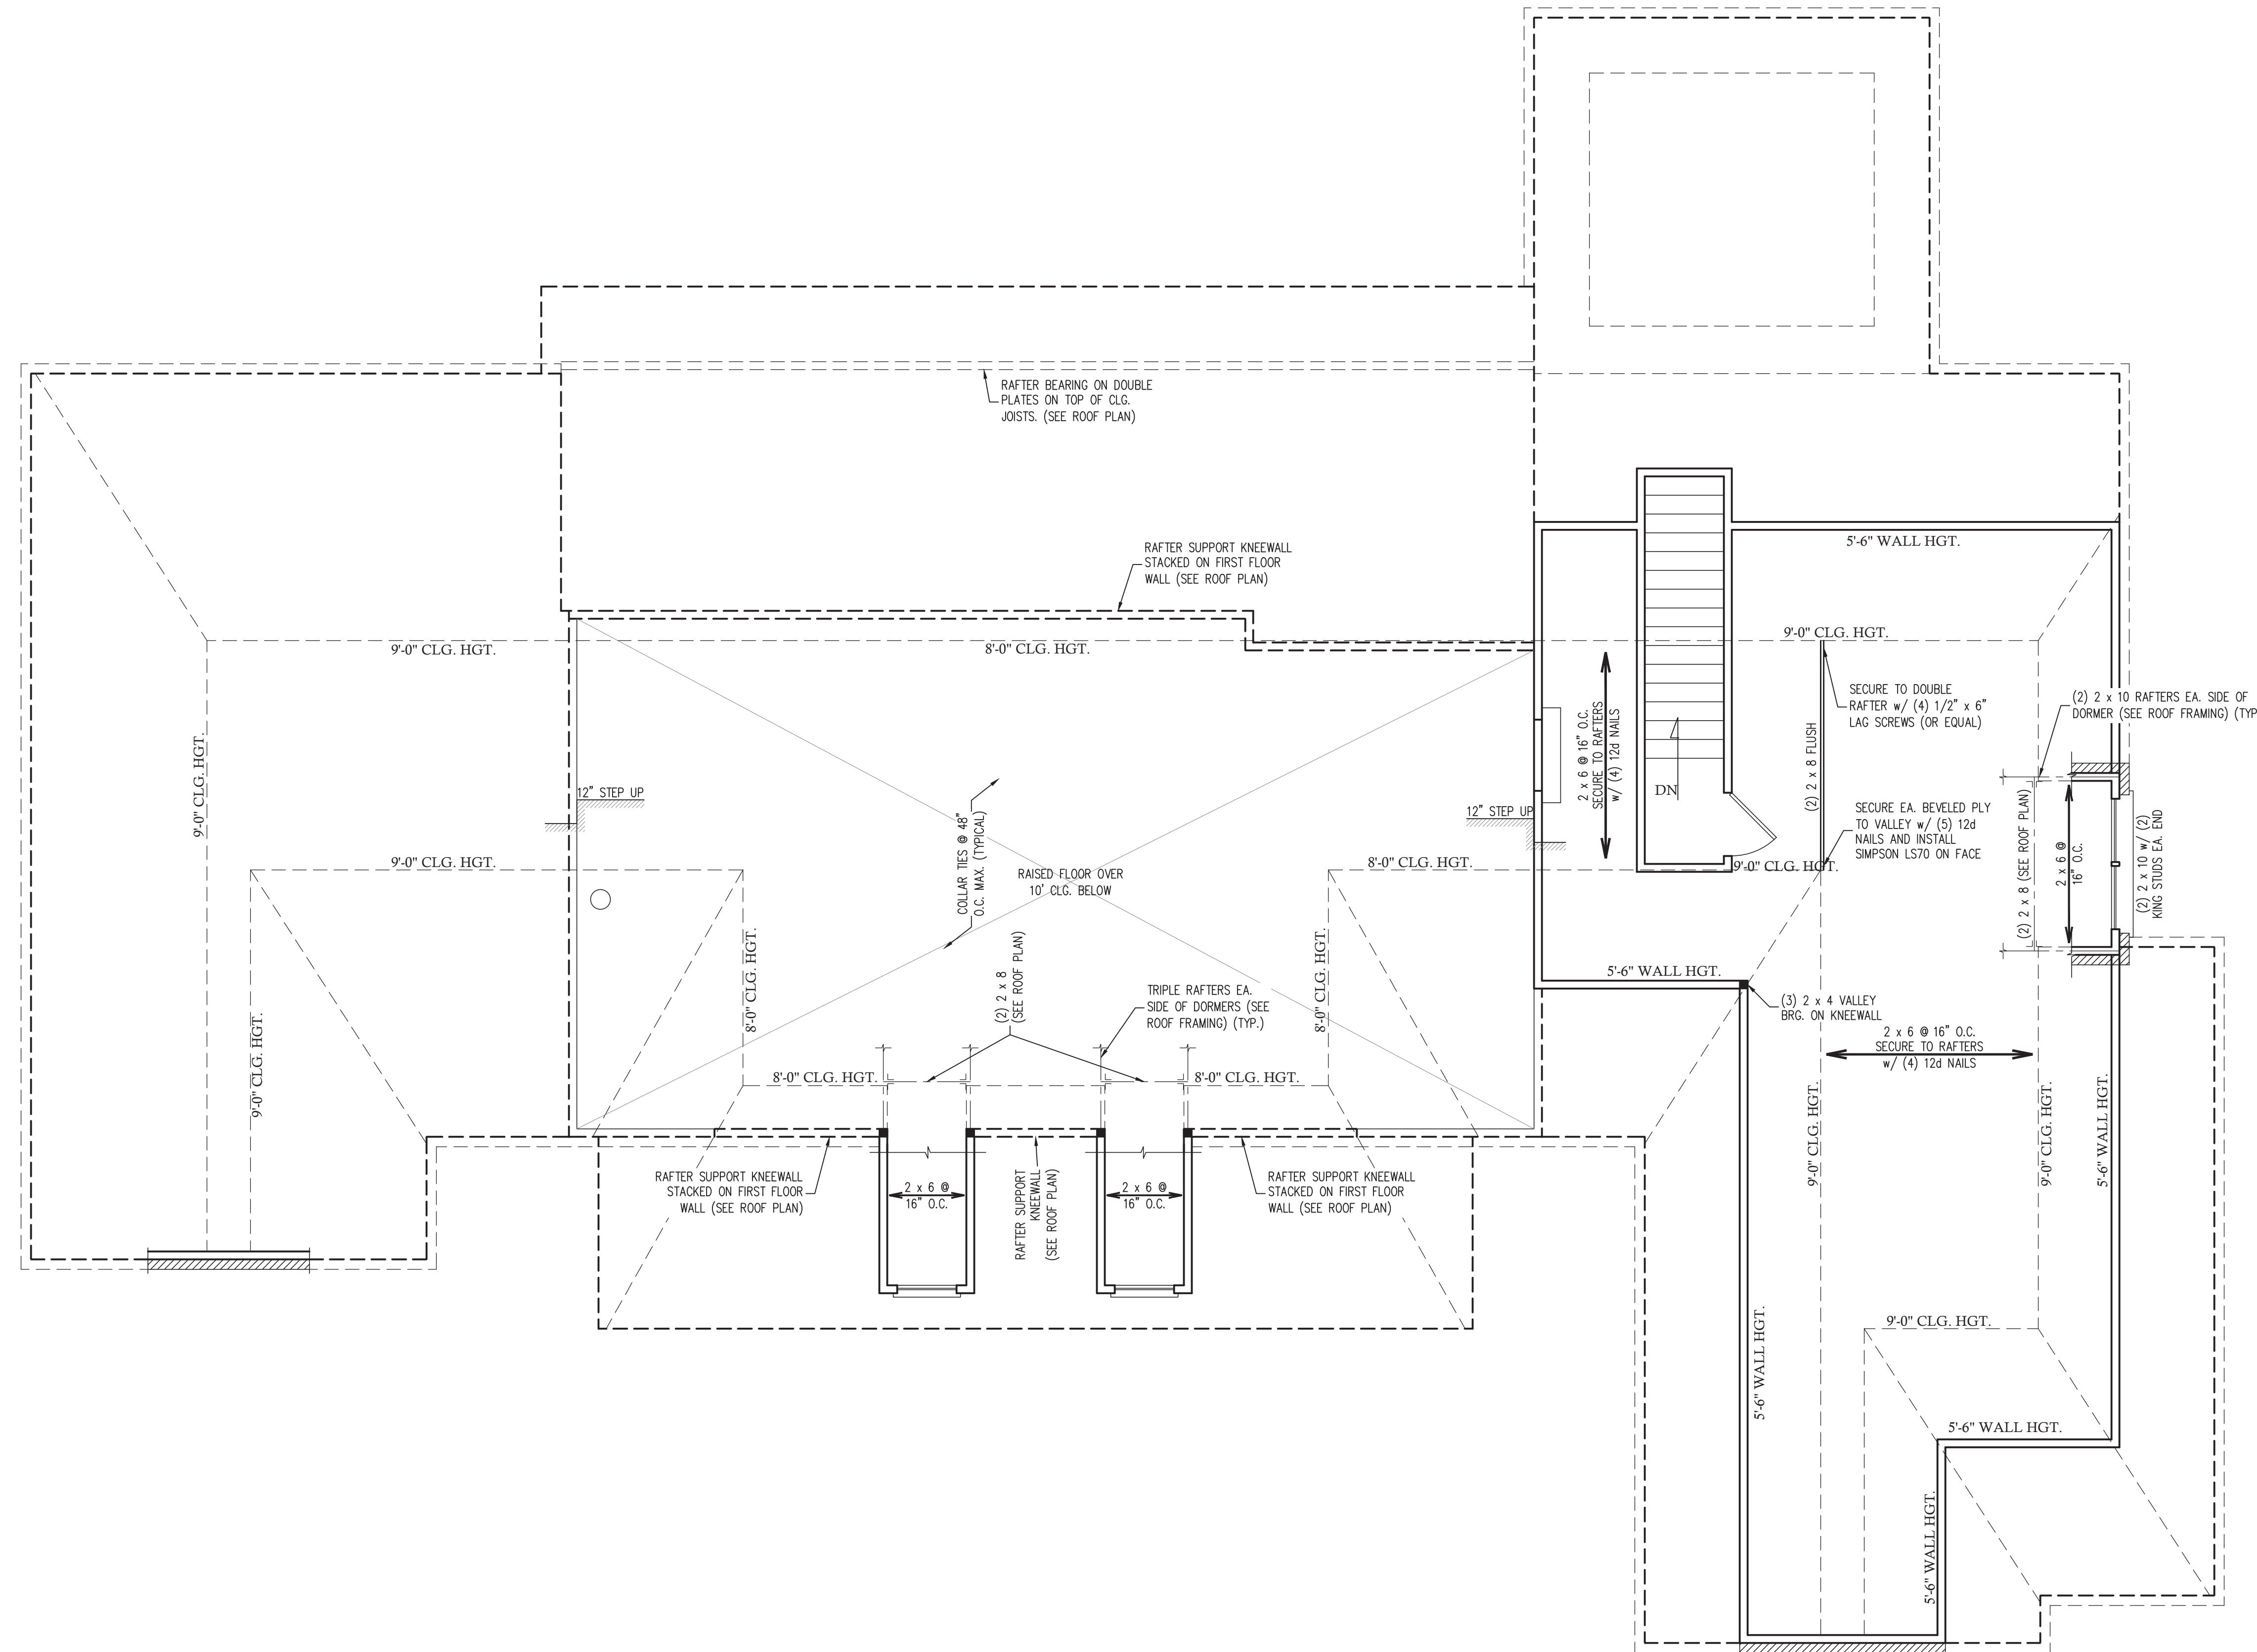 RAFTER BEARING ON DOUBLE
PLATES ON TOP OF CLG.
JOISTS. (SEE ROOF PLAN)
RAFTER SUPPORT KNEEWALL
STACKED ON FIRST FLOOR
WALL (SEE ROOF PLAN)
5'-6" WALL HGT.
9'-0" CLG. HGT.
8'-0" CLG. HGT.
9'-0" CLG. HGT.
SECURE TO DOUBLE
RAFTER w/ (4) 1/2" x 6"
LAG SCREWS (OR EQUAL)
(2) 2 x 10 RAFTERS EA. SIDE OF
DORMER (SEE ROOF FRAMING) (TYP
2 x 6 @ 16" O.C.
SECURE TO RAFTERS
w/ (4) 12d NAILS
(2) 2 x 8 FLUSH
DN
9'-0" CLG. HGT.
12" STEP UP
12" STEP UP
COLLAR TIES @ 48"
O.C. MAX. (TYPICAL)
SECURE EA. BEVELED PLY
TO VALLEY w/ (5) 12d
NAILS AND INSTALL
SIMPSON LS70 ON FACE
(2) 2 x 8 (SEE ROOF PLAN)
2 x 6 @
16" O.C.
(2) 2 x 10 w/ (2)
KING STUDS EA. END
9'-0" CLG. HGT.
RAISED FLOOR OVER
10' CLG. BELOW
8'-0" CLG. HGT.
9'-0" CLG. HGT.
8'-0" CLG. HGT.
(2) 2 x 8
(SEE ROOF PLAN)
TRIPLE RAFTERS EA.
SIDE OF DORMERS (SEE
ROOF FRAMING) (TYP.)
8'-0" CLG. HGT.
5'-6" WALL HGT.
(3) 2 x 4 VALLEY
BRG. ON KNEEWALL
2 x 6 @ 16" O.C.
SECURE TO RAFTERS
w/ (4) 12d NAILS
9'-0" CLG. HGT.
8'-0" CLG. HGT.
8'-0" CLG. HGT.
9'-0" CLG. HGT.
9'-0" CLG. HGT.
5'-6" WALL HGT.
RAFTER SUPPORT KNEEWALL
STACKED ON FIRST FLOOR
WALL (SEE ROOF PLAN)
2 x 6 @
16" O.C.
RAFTER SUPPORT
KNEEWALL
(SEE ROOF PLAN)
2 x 6 @
16" O.C.
RAFTER SUPPORT KNEEWALL
STACKED ON FIRST FLOOR
WALL (SEE ROOF PLAN)
5'-6" WALL HGT.
9'-0" CLG. HGT.
5'-6" WALL HGT.
5'-6" WALL HGT.